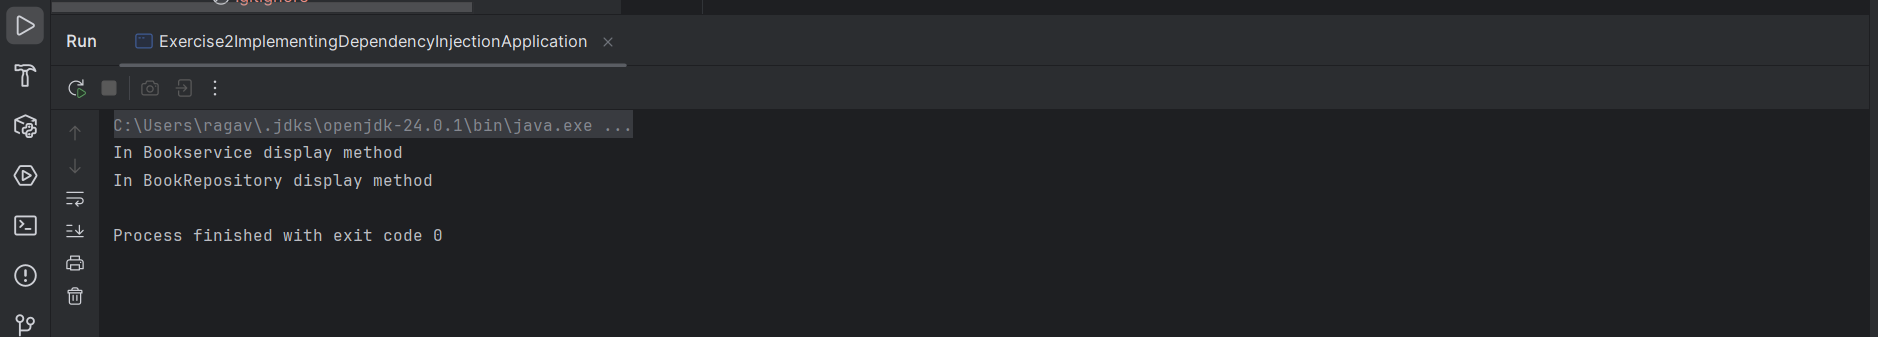 Run
Exercise2ImplementingDependencyInjectionApplication
C:\Users\ragav\.jdks\openjdk-24.0.1\bin\java.exe ...
In Bookservice display method
In BookRepository display method
Process finished with exit code 0